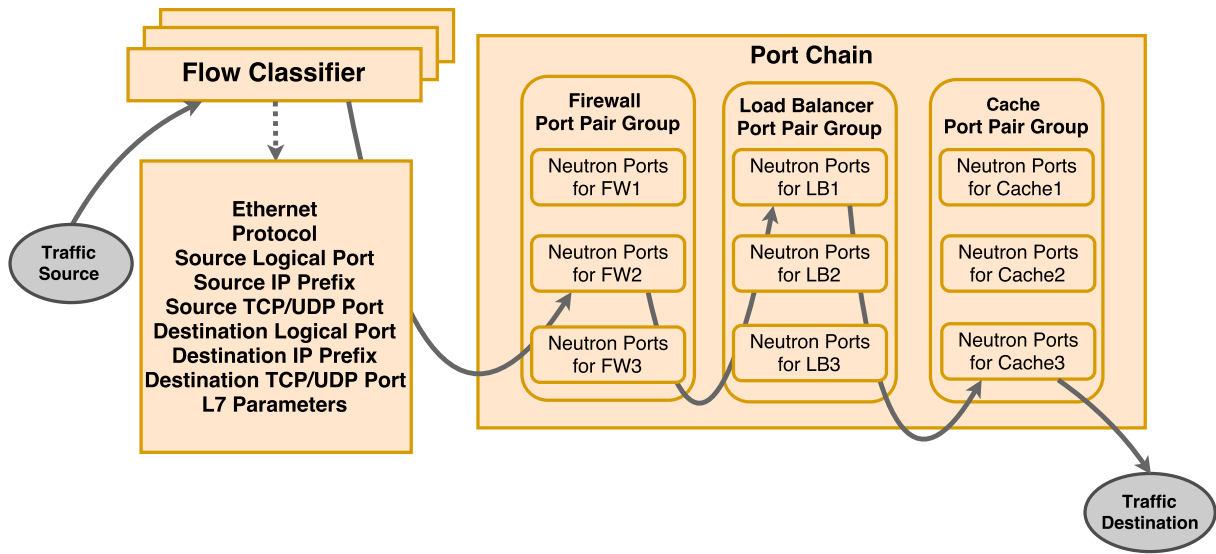 Flow Classifier
Traffic
Source
Ethernet
Protocol
Source Logical Port
Source IP Prefix
Source TCP/UDP Port
Destination Logical Port
Destination IP Prefix
Destination TCP/UDP Port
L7 Parameters
Port Chain
Firewall
Port Pair Group
Neutron Ports
for FW1
Neutron Ports
for FW2
Neutron Ports
for FW3
Load Balancer
Port Pair Group
Neutron Ports
for LB1
Neutron Ports
for LB2
Neutron Ports
for LB3
Cache
Port Pair Group
Neutron Ports
for Cache1
Neutron Ports
for Cache2
Neutron Ports
for Cache3
Traffic
Destination